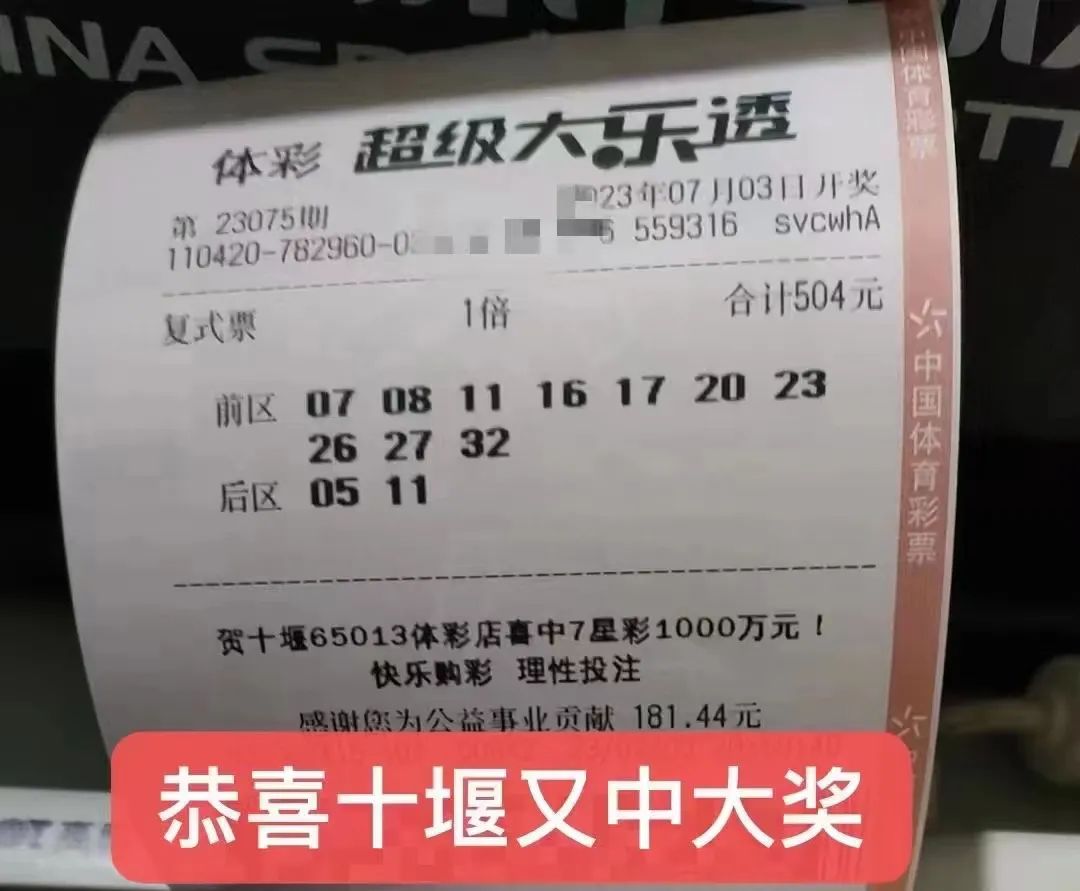 体彩 超级大乐透
第 23075期
23年07月03日开奖
110420-782960-0
6 559316 svcwhA
复式票 1倍 合计504元
前区 07 08 11 16 17 20 23
26 27 32
后区 05 11
贺十堰65013体彩店喜中7星彩1000万元！
快乐购彩 理性投注
感谢您为公益事业贡献 181.44元
恭喜十堰又中大奖
中国体育彩票
中国体育彩票
INA
TT